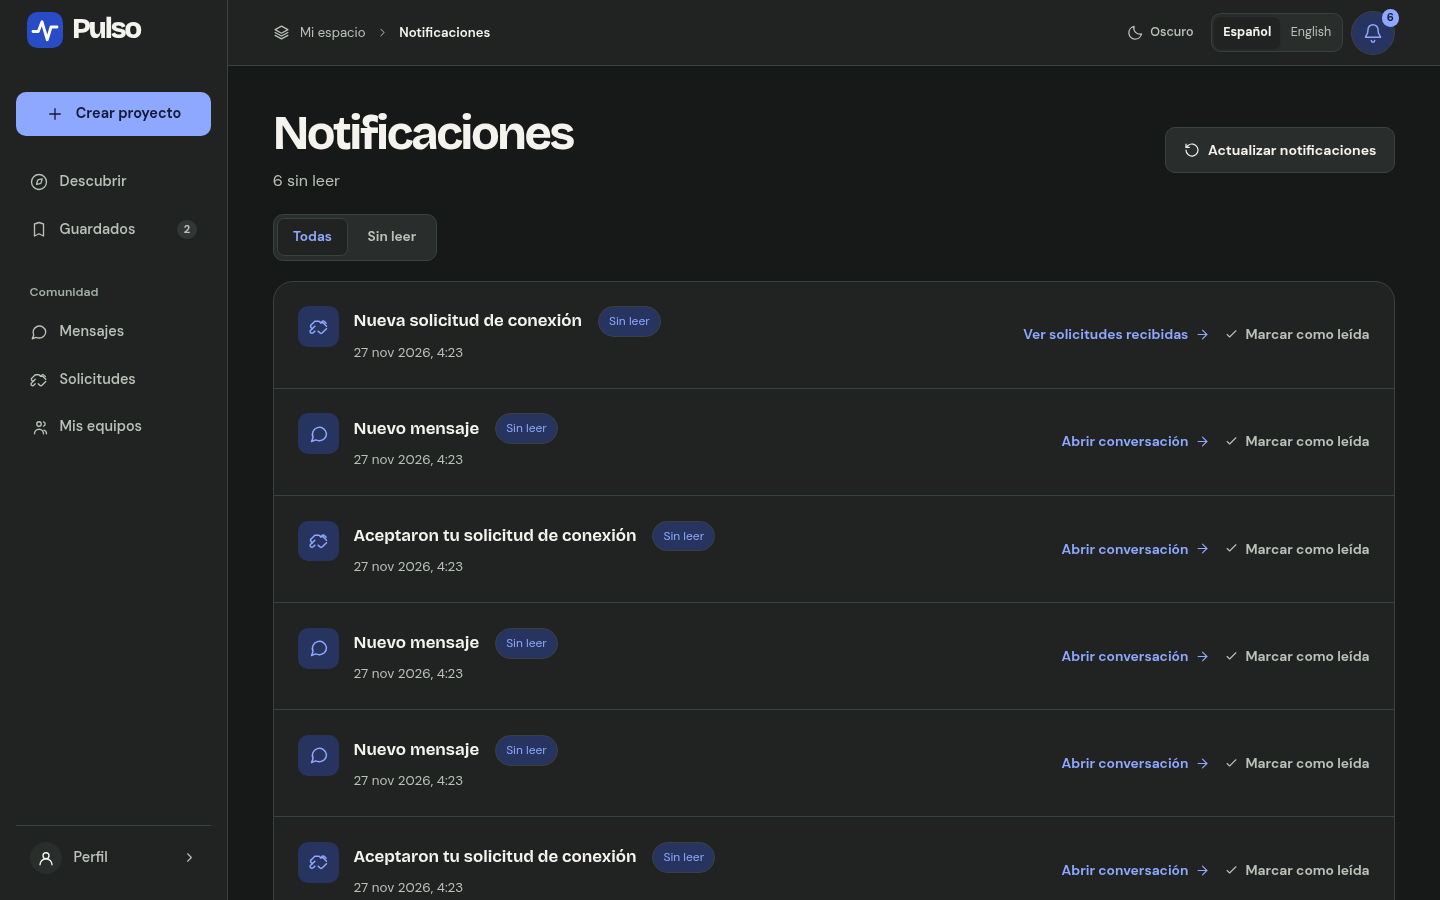 Pulso
Mi espacio > Notificaciones
Oscuro
Español English
6
Crear proyecto
Descubrir
Guardados 2
Comunidad
Mensajes
Solicitudes
Mis equipos
Perfil
Notificaciones
6 sin leer
Actualizar notificaciones
Todas Sin leer
Nueva solicitud de conexión Sin leer
27 nov 2026, 4:23
Ver solicitudes recibidas → Marcar como leída
Nuevo mensaje Sin leer
27 nov 2026, 4:23
Abrir conversación → Marcar como leída
Aceptaron tu solicitud de conexión Sin leer
27 nov 2026, 4:23
Abrir conversación → Marcar como leída
Nuevo mensaje Sin leer
27 nov 2026, 4:23
Abrir conversación → Marcar como leída
Nuevo mensaje Sin leer
27 nov 2026, 4:23
Abrir conversación → Marcar como leída
Aceptaron tu solicitud de conexión Sin leer
27 nov 2026, 4:23
Abrir conversación → Marcar como leída